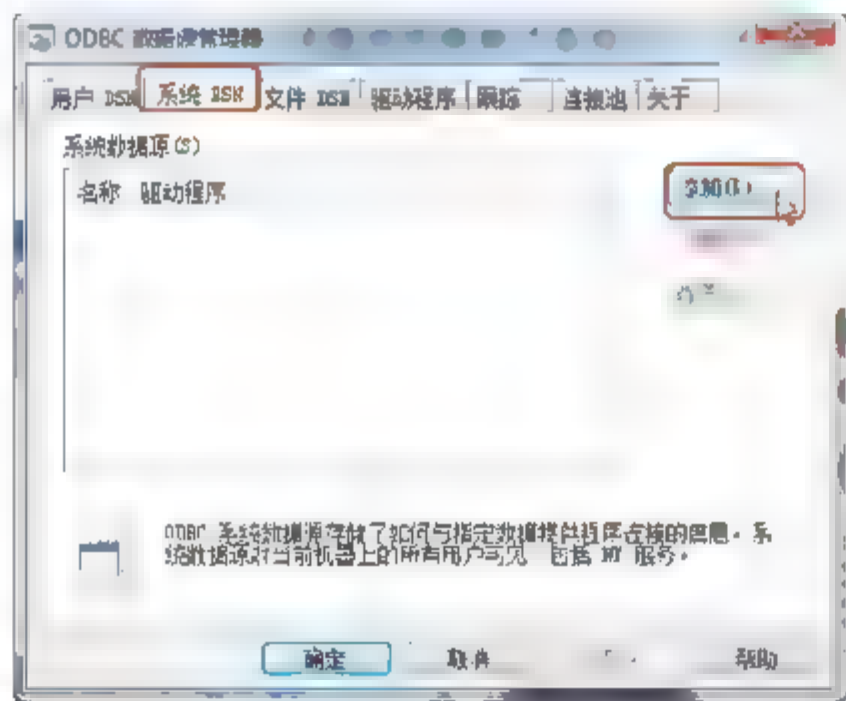 ODBC 数据源管理器
用户 DSN 系统 DSN 文件 DSN 驱动程序 跟踪 连接池 关于
系统数据源(S)
名称 驱动程序
添加(D)
ODBC 系统数据源存储了如何与指定数据提供程序连接的信息。系
统数据源对当前机器上的所有用户可见 包括 NT 服务。
确定 取消 帮助